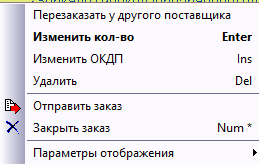 Перезаказать у другого поставщика
Изменить кол-во Enter
Изменить ОКДП Ins
Удалить Del
Отправить заказ
Закрыть заказ Num *
Параметры отображения